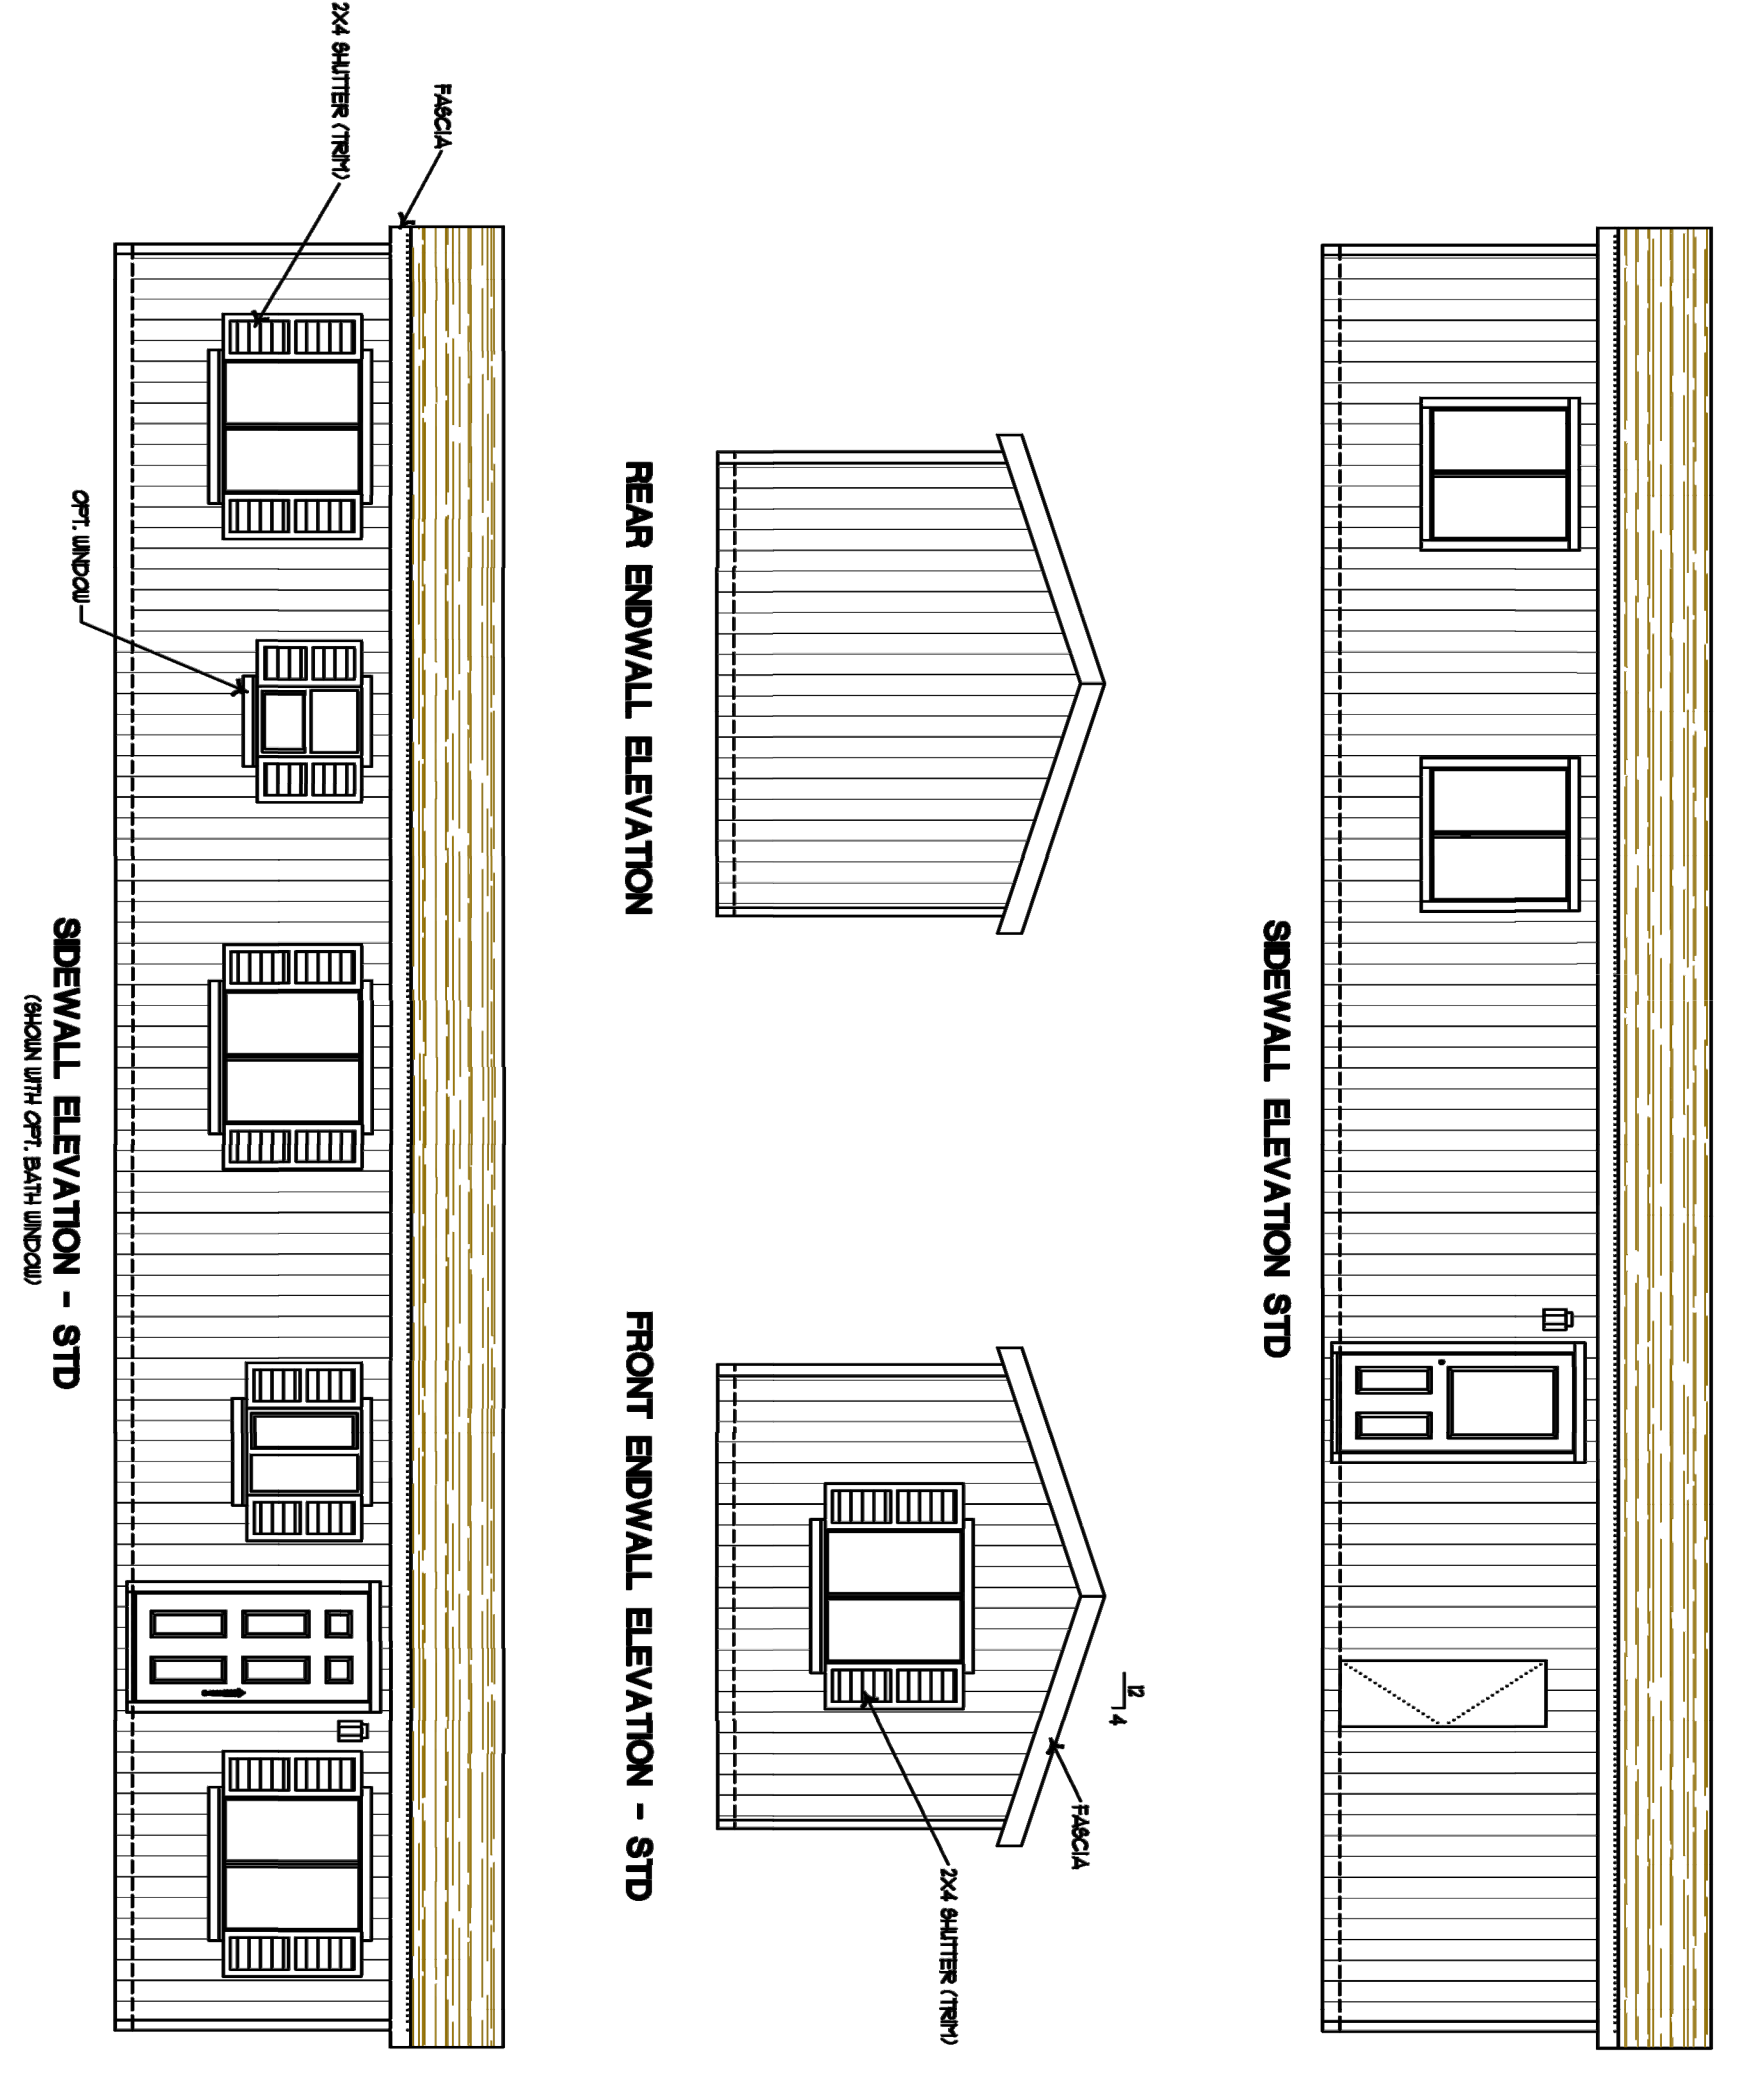 SIDEWALL ELEVATION STD
12
4
FASCIA
2X4 SHUTTER (TRIM)
REAR ENDWALL ELEVATION
FRONT ENDWALL ELEVATION - STD
FASCIA
2X4 SHUTTER (TRIM)
OPT. WINDOW
SIDEWALL ELEVATION - STD
(SHOWN WITH OPT. BATH WINDOW)